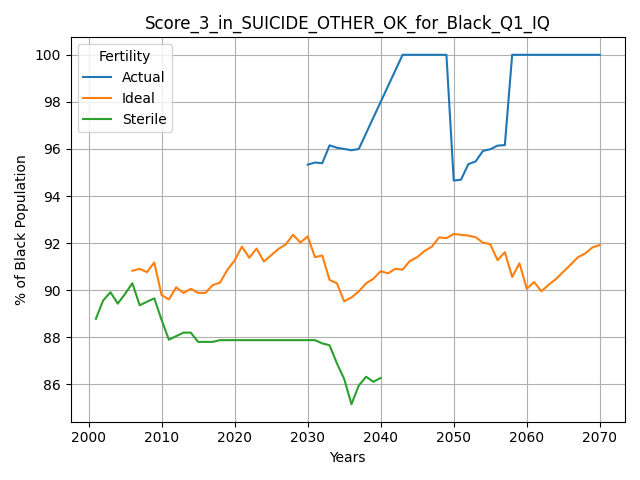 Score_3_in_SUICIDE_OTHER_OK_for_Black_Q1_IQ
Fertility
Actual
Ideal
Sterile
% of Black Population
100
98
96
94
92
90
88
86
2000 2010 2020 2030 2040 2050 2060 2070
Years